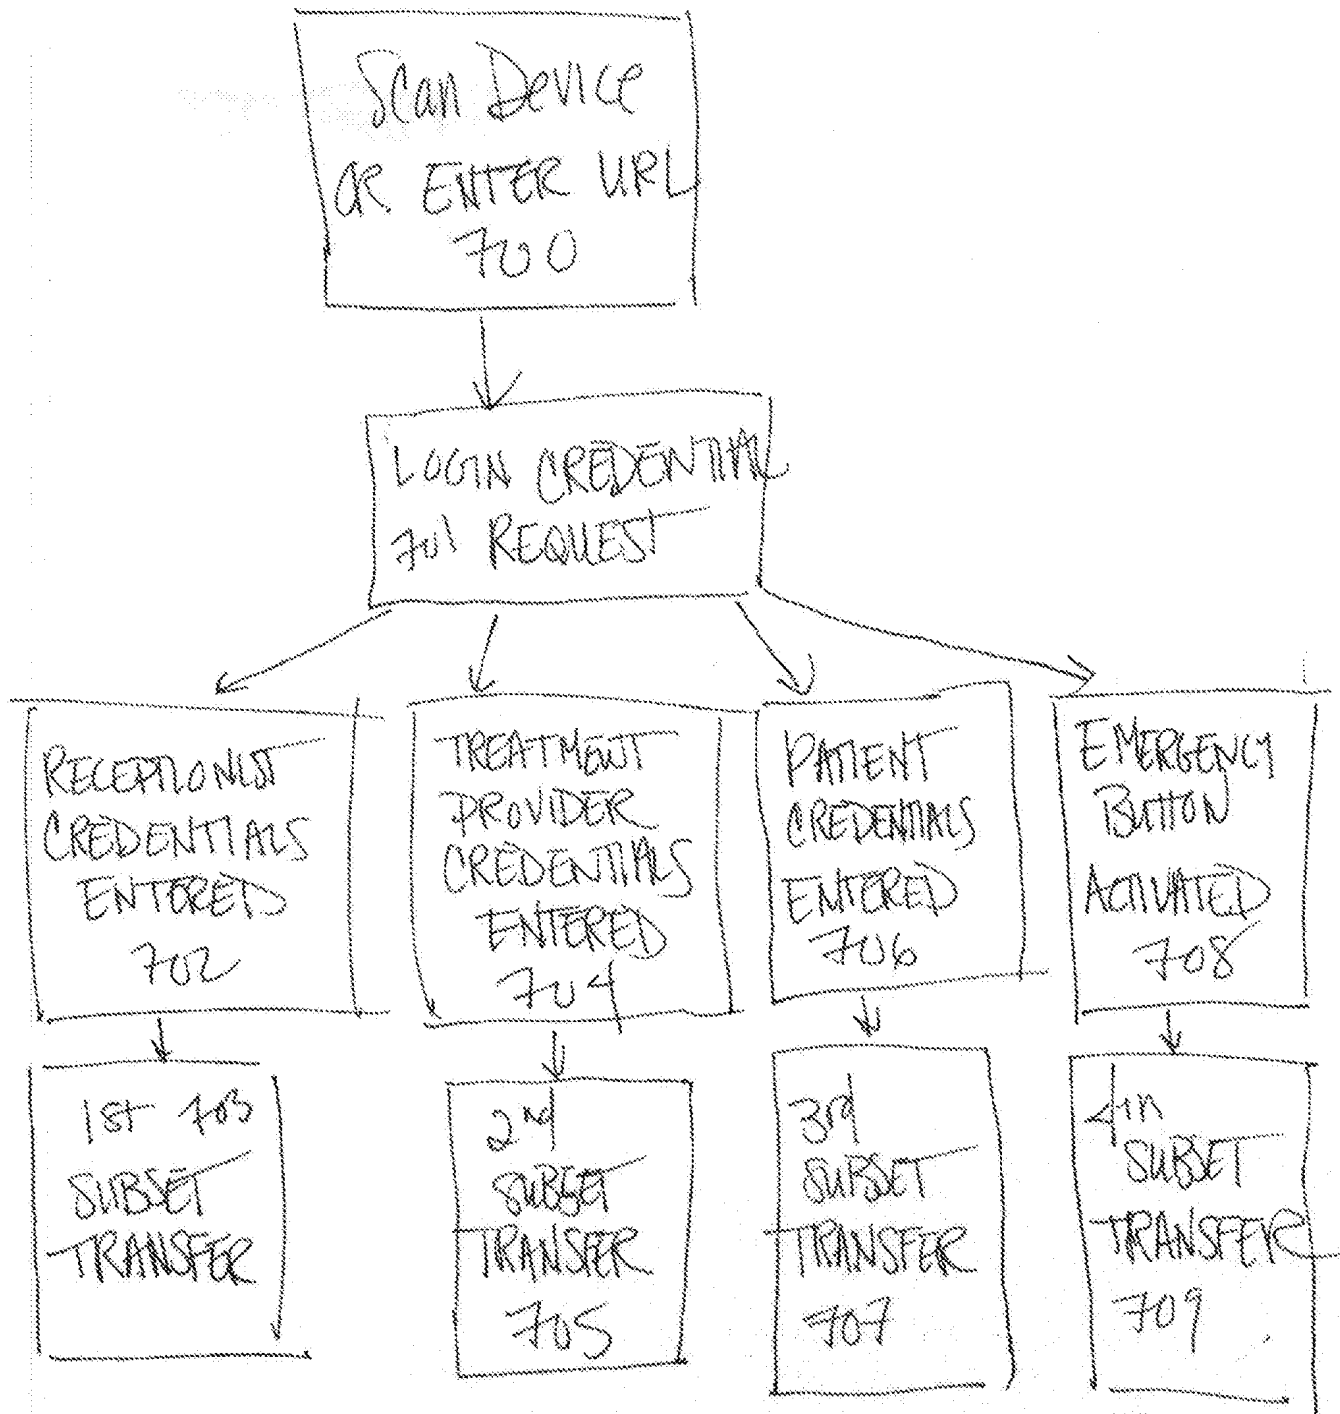 Scan Device
OR ENTER URL
700
LOGIN CREDENTIAL
701 REQUEST
RECEPTIONIST
CREDENTIALS
ENTERED
702
TREATMENT
PROVIDER
CREDENTIALS
ENTERED
704
PATIENT
CREDENTIALS
ENTERED
706
EMERGENCY
BUTTON
ACTIVATED
708
1st 703
SUBSET
TRANSFER
2nd
SUBSET
TRANSFER
705
3rd
SUBSET
TRANSFER
707
4th
SUBSET
TRANSFER
709